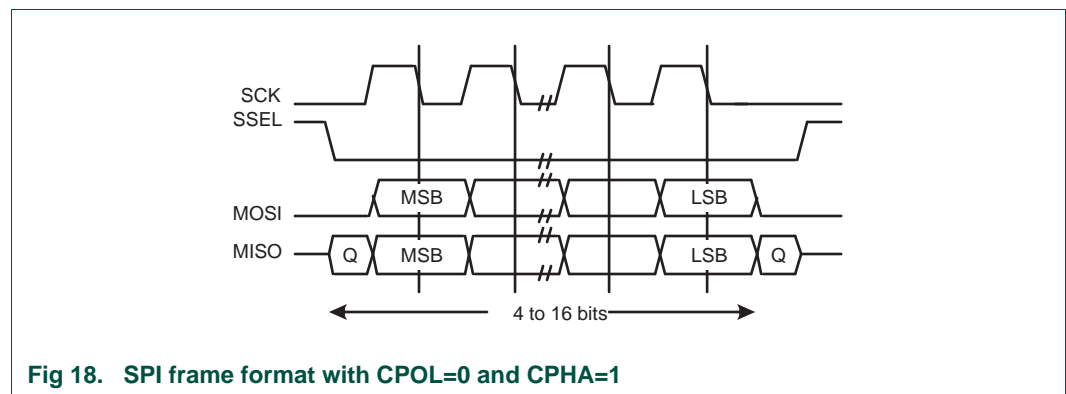 SCK
SSEL
MOSI MSB LSB
MISO Q MSB LSB Q
4 to 16 bits
Fig 18. SPI frame format with CPOL=0 and CPHA=1